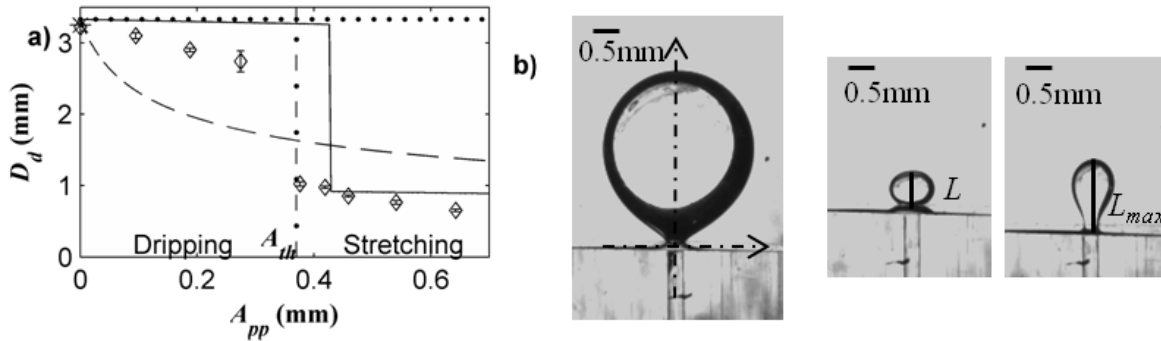 a)
3
2
1
0
D_d (mm)
Dripping
A_th
Stretching
0
0.2
0.4
0.6
A_pp (mm)
b)
0.5mm
0.5mm
L
0.5mm
L_max